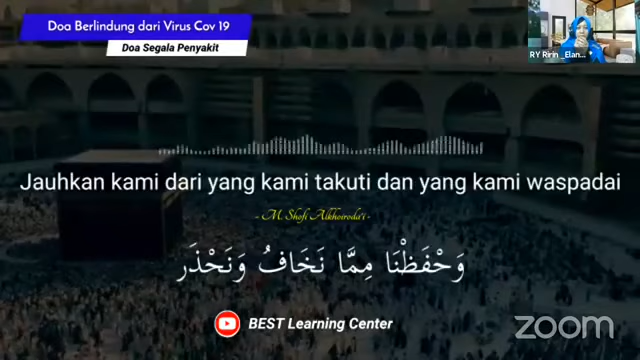 Doa Berlindung dari Virus Cov 19
Doa Segala Penyakit
RY Ririn _Elan...
Jauhkan kami dari yang kami takuti dan yang kami waspadai
- M. Shofi Alkhoiroda'i -
وَحْفَظْنَا مِمَّا نَخَافُ وَنَحْذَر
BEST Learning Center
zoom